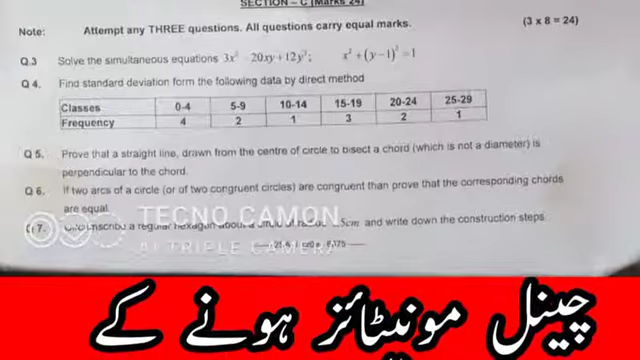 SECTION – C (Marks 24)
Note: Attempt any THREE questions. All questions carry equal marks. (3 x 8 = 24)
Q.3 Solve the simultaneous equations 3x² 20xy+12y²; x²+(y−1)²=1
Q 4. Find standard deviation form the following data by direct method
Classes 0-4 5-9 10-14 15-19 20-24 25-29
Frequency 4 2 1 3 2 1
Q 5. Prove that a straight line, drawn from the centre of circle to bisect a chord (which is not a diameter) is
perpendicular to the chord.
Q 6. If two arcs of a circle (or of two congruent circles) are congruent than prove that the corresponding chords
are equal.
TECNO CAMON
7. a regular hexagon about a and write down the construction steps
AI TRIPLE CAMERA
چینل مونیٹائز ہونے کے